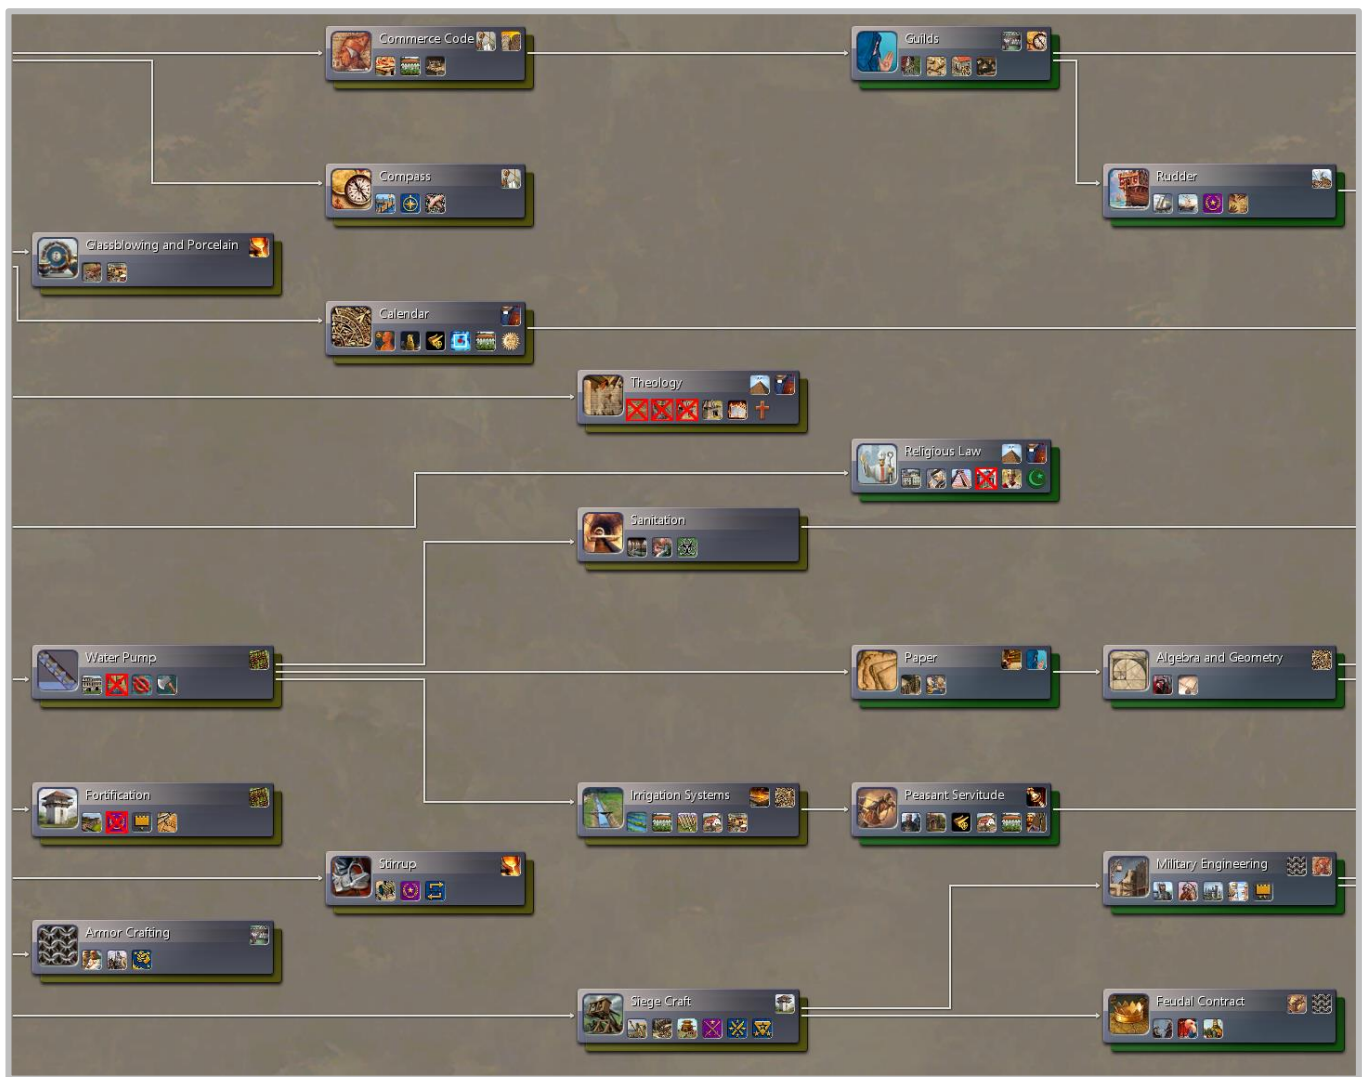 Commerce Code
Guilds
Compass
Rudder
Glassblowing and Porcelain
Calendar
Theology
Religious Law
Sanitation
Water Pump
Paper
Algebra and Geometry
Fortification
Irrigation Systems
Peasant Servitude
Stirrup
Military Engineering
Armor Crafting
Siege Craft
Feudal Contract